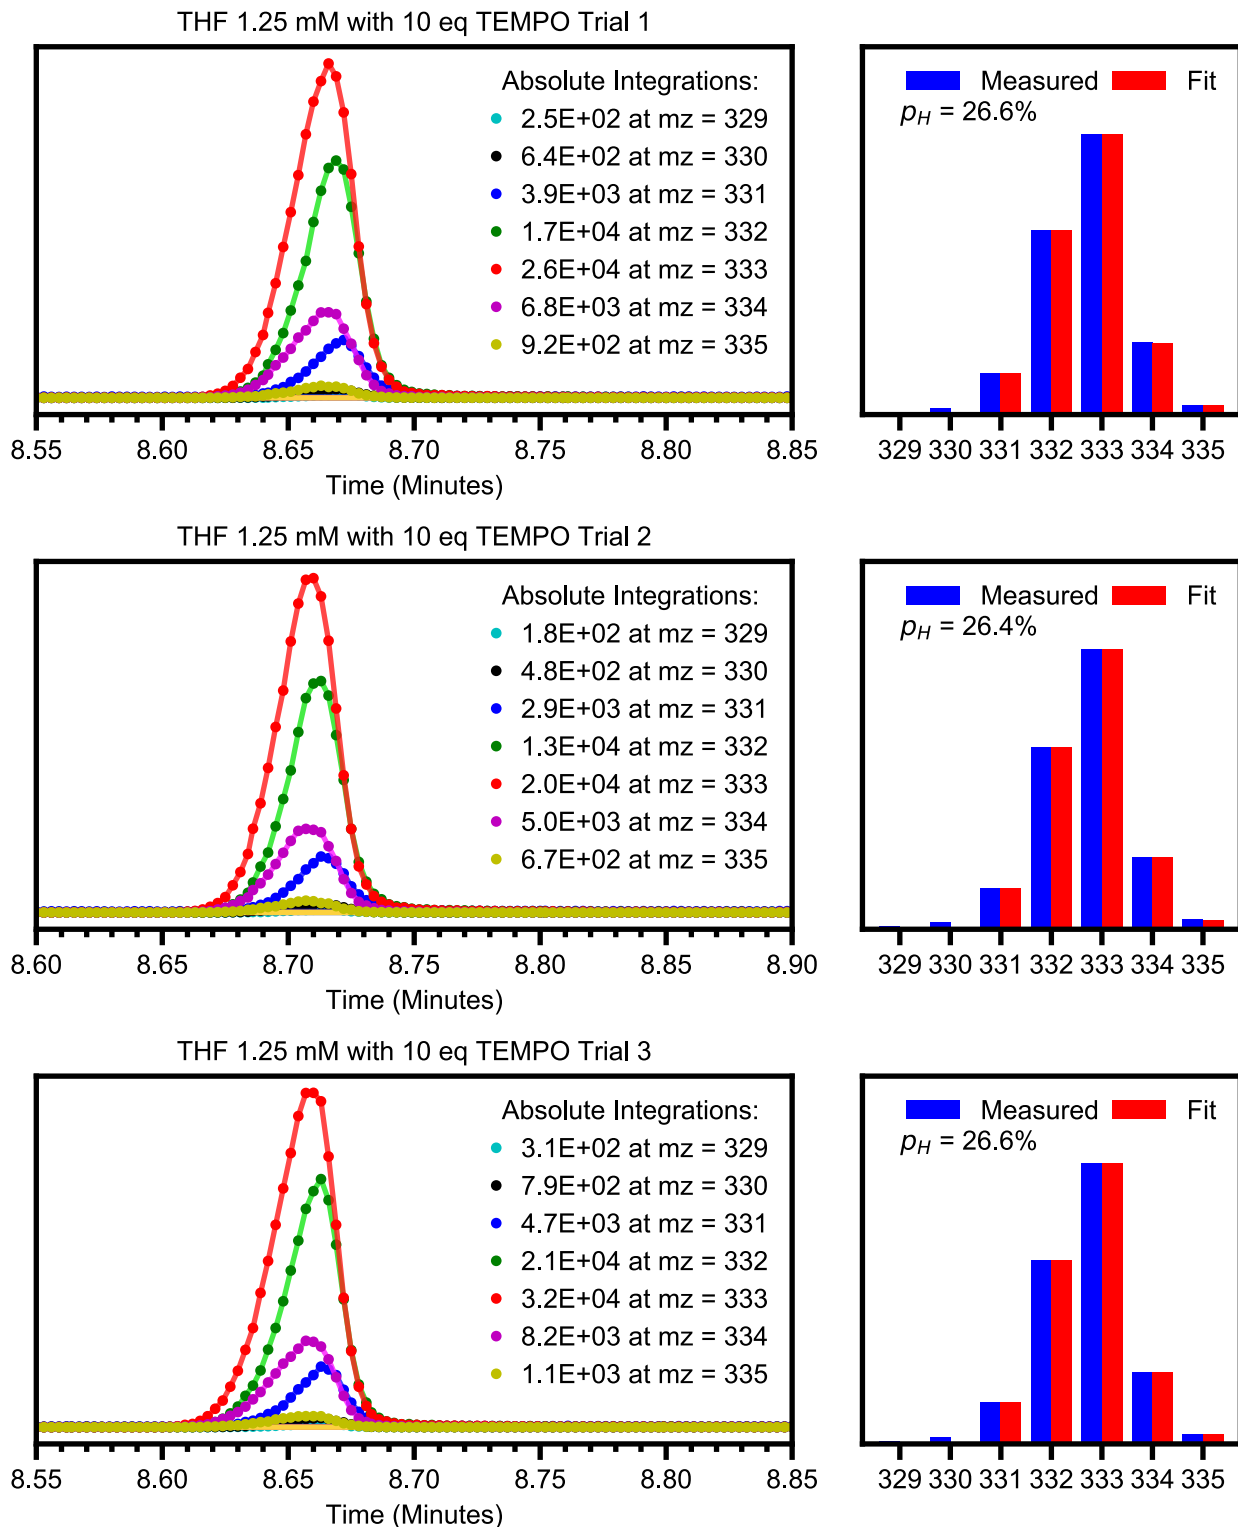 THF 1.25 mM with 10 eq TEMPO Trial 1
Absolute Integrations:
2.5E+02 at mz = 329
6.4E+02 at mz = 330
3.9E+03 at mz = 331
1.7E+04 at mz = 332
2.6E+04 at mz = 333
6.8E+03 at mz = 334
9.2E+02 at mz = 335
8.55 8.60 8.65 8.70 8.75 8.80 8.85
Time (Minutes)
Measured Fit
pH = 26.6%
329 330 331 332 333 334 335
THF 1.25 mM with 10 eq TEMPO Trial 2
Absolute Integrations:
1.8E+02 at mz = 329
4.8E+02 at mz = 330
2.9E+03 at mz = 331
1.3E+04 at mz = 332
2.0E+04 at mz = 333
5.0E+03 at mz = 334
6.7E+02 at mz = 335
8.60 8.65 8.70 8.75 8.80 8.85 8.90
Time (Minutes)
Measured Fit
pH = 26.4%
329 330 331 332 333 334 335
THF 1.25 mM with 10 eq TEMPO Trial 3
Absolute Integrations:
3.1E+02 at mz = 329
7.9E+02 at mz = 330
4.7E+03 at mz = 331
2.1E+04 at mz = 332
3.2E+04 at mz = 333
8.2E+03 at mz = 334
1.1E+03 at mz = 335
8.55 8.60 8.65 8.70 8.75 8.80 8.85
Time (Minutes)
Measured Fit
pH = 26.6%
329 330 331 332 333 334 335